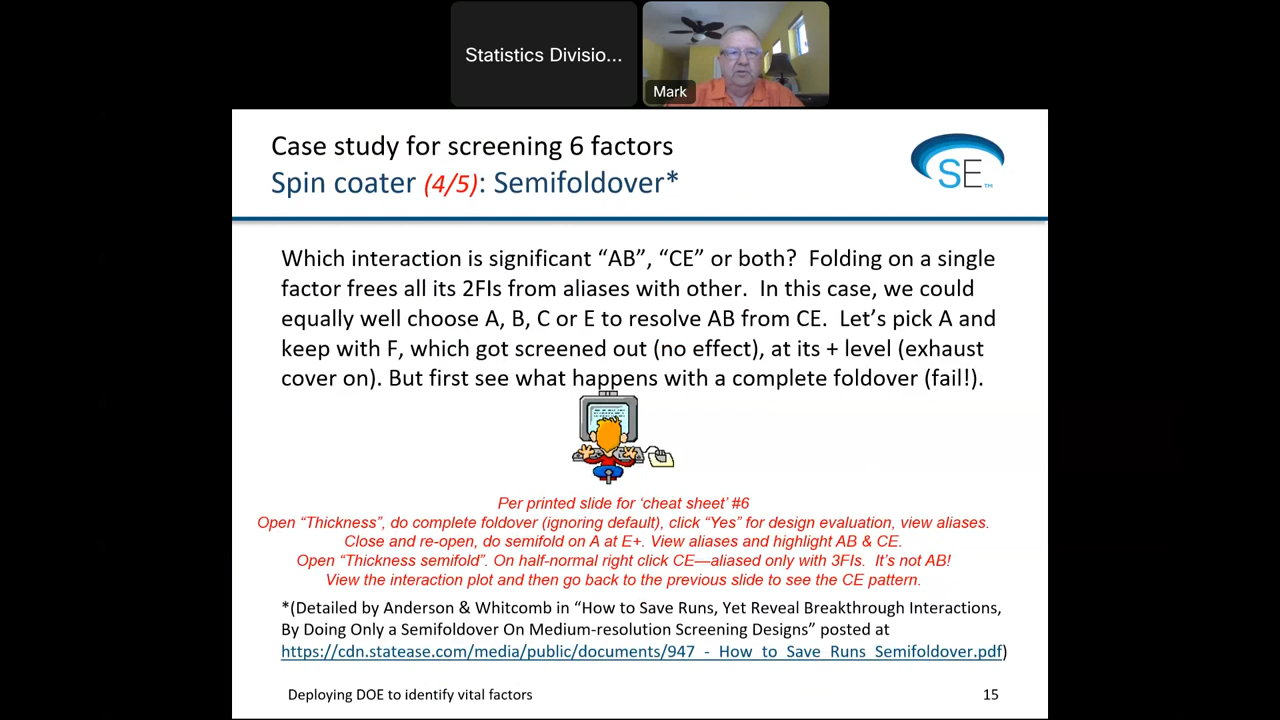 Statistics Divisio...
Mark
Case study for screening 6 factors
Spin coater (4/5): Semifoldover*
SE™
Which interaction is significant “AB”, “CE” or both? Folding on a single
factor frees all its 2FIs from aliases with other. In this case, we could
equally well choose A, B, C or E to resolve AB from CE. Let’s pick A and
keep with F, which got screened out (no effect), at its + level (exhaust
cover on). But first see what happens with a complete foldover (fail!).
Per printed slide for ‘cheat sheet’ #6
Open “Thickness”, do complete foldover (ignoring default), click “Yes” for design evaluation, view aliases.
Close and re-open, do semifold on A at E+. View aliases and highlight AB & CE.
Open “Thickness semifold”. On half-normal right click CE—aliased only with 3FIs. It’s not AB!
View the interaction plot and then go back to the previous slide to see the CE pattern.
*(Detailed by Anderson & Whitcomb in “How to Save Runs, Yet Reveal Breakthrough Interactions,
By Doing Only a Semifoldover On Medium-resolution Screening Designs” posted at
https://cdn.statease.com/media/public/documents/947_-_How_to_Save_Runs_Semifoldover.pdf)
Deploying DOE to identify vital factors
15